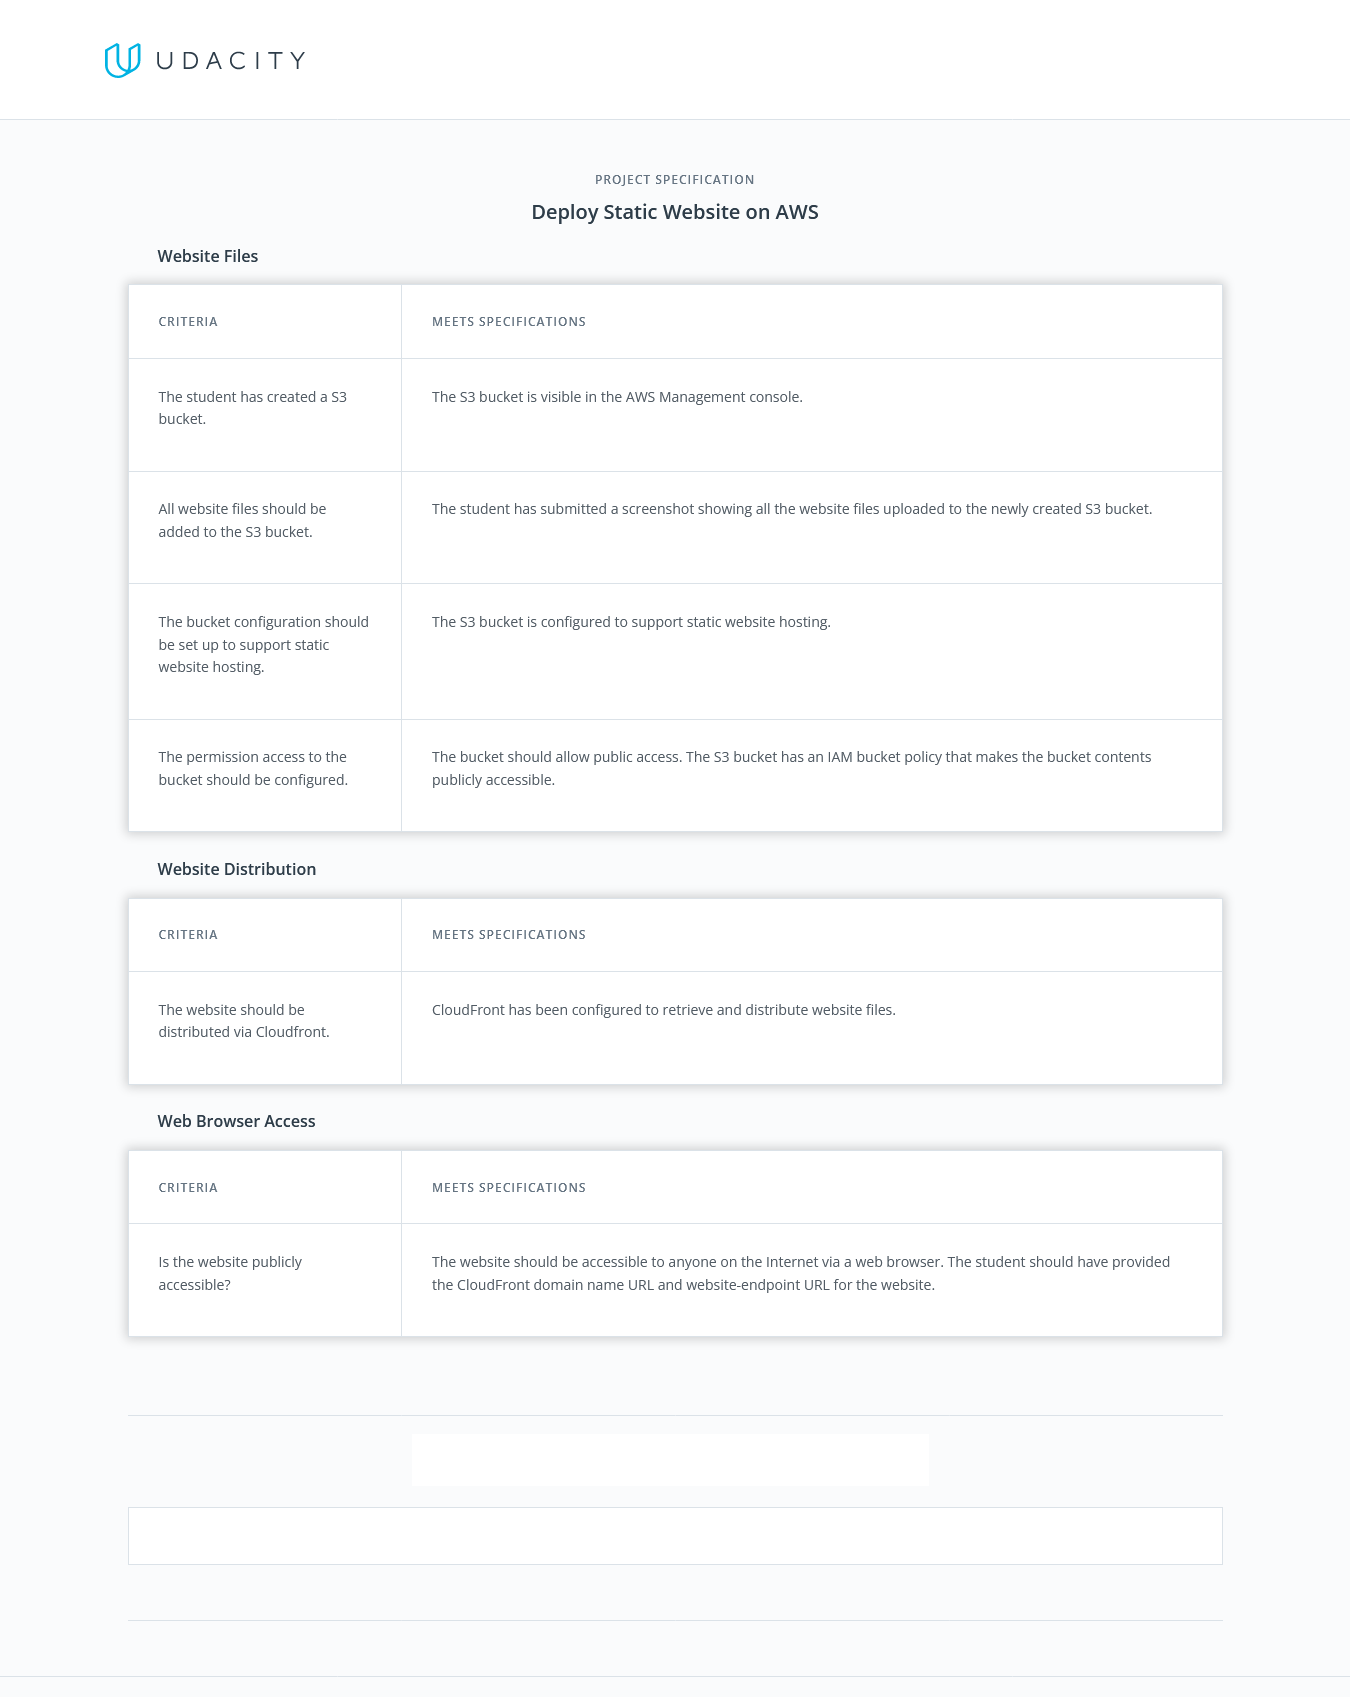 UDACITY
PROJECT SPECIFICATION
Deploy Static Website on AWS
Website Files
CRITERIA
MEETS SPECIFICATIONS
The student has created a S3
bucket.
The S3 bucket is visible in the AWS Management console.
All website files should be
added to the S3 bucket.
The student has submitted a screenshot showing all the website files uploaded to the newly created S3 bucket.
The bucket configuration should
be set up to support static
website hosting.
The S3 bucket is configured to support static website hosting.
The permission access to the
bucket should be configured.
The bucket should allow public access. The S3 bucket has an IAM bucket policy that makes the bucket contents
publicly accessible.
Website Distribution
CRITERIA
MEETS SPECIFICATIONS
The website should be
distributed via Cloudfront.
CloudFront has been configured to retrieve and distribute website files.
Web Browser Access
CRITERIA
MEETS SPECIFICATIONS
Is the website publicly
accessible?
The website should be accessible to anyone on the Internet via a web browser. The student should have provided
the CloudFront domain name URL and website-endpoint URL for the website.